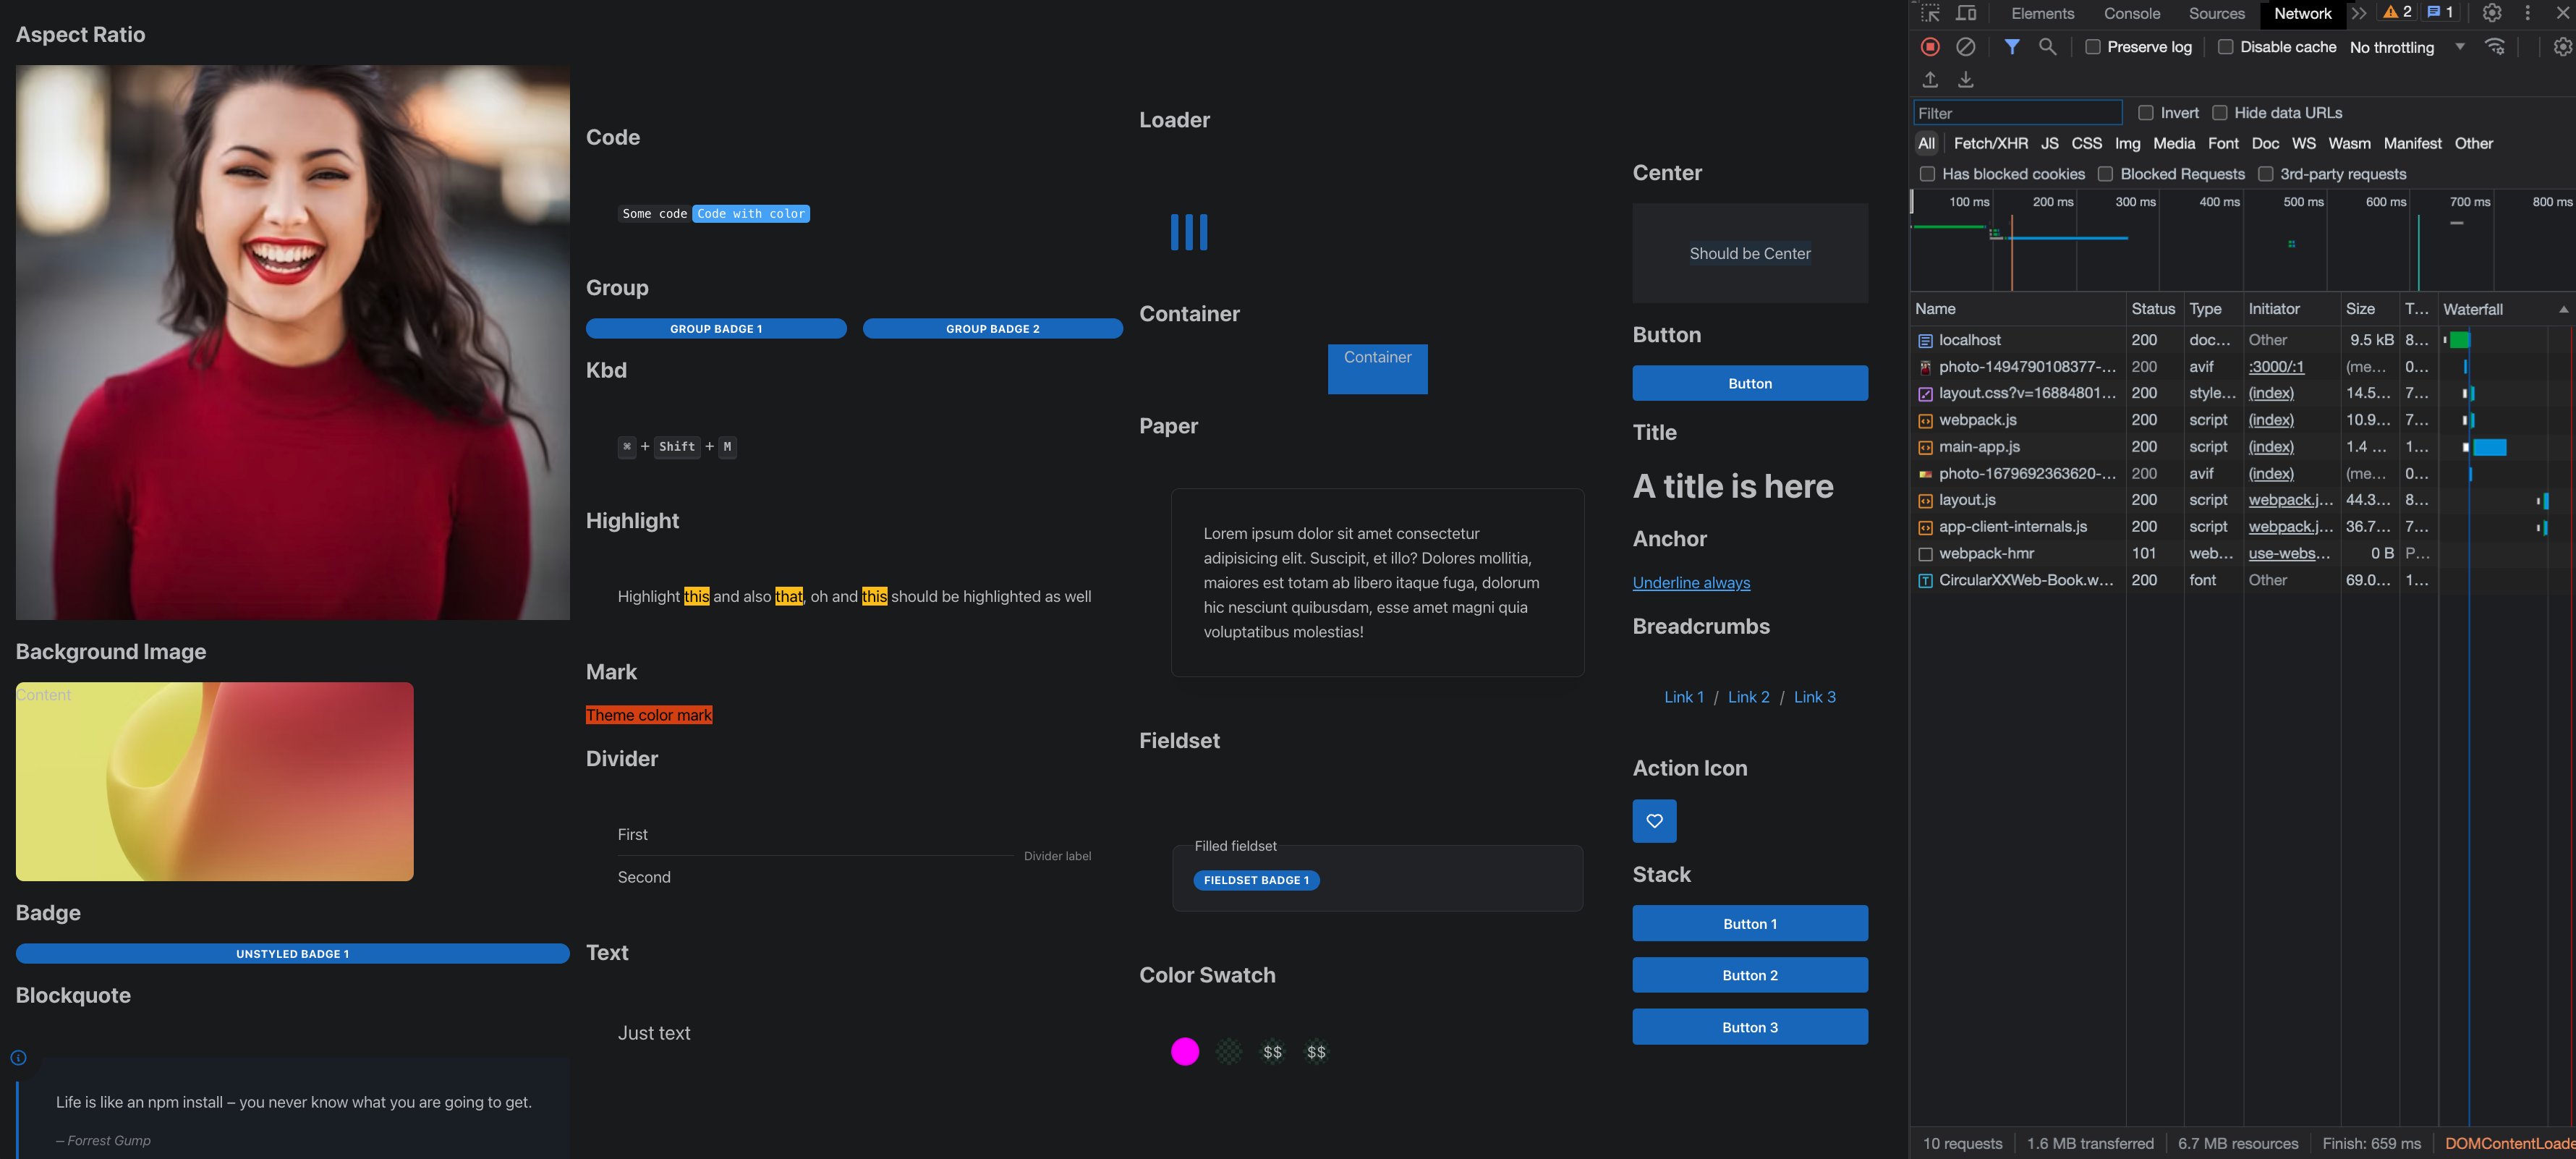 Aspect Ratio
Background Image
Content
Badge
UNSTYLED BADGE 1
Blockquote
Life is like an npm install – you never know what you are going to get.
– Forrest Gump
Code
Some code Code with color
Group
GROUP BADGE 1 GROUP BADGE 2
Kbd
⌘ + Shift + M
Highlight
Highlight this and also that, oh and this should be highlighted as well
Mark
Theme color mark
Divider
First
Divider label
Second
Text
Just text
Loader
Container
Container
Paper
Lorem ipsum dolor sit amet consectetur
adipisicing elit. Suscipit, et illo? Dolores mollitia,
maiores est totam ab libero itaque fuga, dolorum
hic nesciunt quibusdam, esse amet magni quia
voluptatibus molestias!
Fieldset
Filled fieldset
FIELDSET BADGE 1
Color Swatch
$$ $$
Center
Should be Center
Button
Button
Title
A title is here
Anchor
Underline always
Breadcrumbs
Link 1 / Link 2 / Link 3
Action Icon
Stack
Button 1
Button 2
Button 3
Elements Console Sources Network 2 1
Preserve log Disable cache No throttling
Filter Invert Hide data URLs
All Fetch/XHR JS CSS Img Media Font Doc WS Wasm Manifest Other
Has blocked cookies Blocked Requests 3rd-party requests
100 ms 200 ms 300 ms 400 ms 500 ms 600 ms 700 ms 800 ms
Name Status Type Initiator Size T... Waterfall
localhost 200 doc... Other 9.5 kB 8...
photo-1494790108377-... 200 avif :3000/:1 (me... 0...
layout.css?v=16884801... 200 style... (index) 14.5... 7...
webpack.js 200 script (index) 10.9... 7...
main-app.js 200 script (index) 1.4 ... 1...
photo-1679692363620-... 200 avif (index) (me... 0...
layout.js 200 script webpack.j... 44.3... 8...
app-client-internals.js 200 script webpack.j... 36.7... 7...
webpack-hmr 101 web... use-webs... 0 B P...
CircularXXWeb-Book.w... 200 font Other 69.0... 1...
10 requests 1.6 MB transferred 6.7 MB resources Finish: 659 ms DOMContentLoade